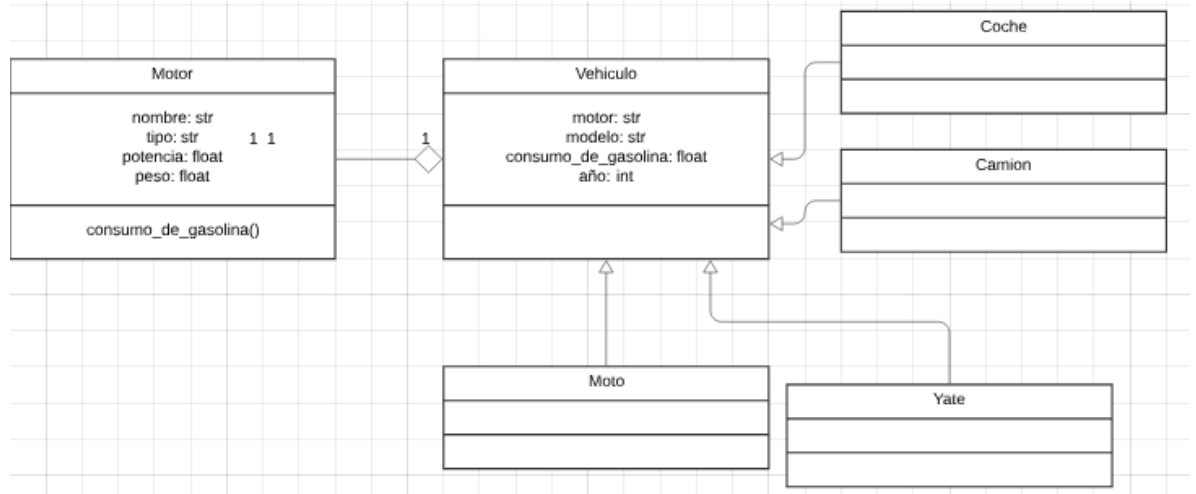 Motor
nombre: str
tipo: str
potencia: float
peso: float
1 1
consumo_de_gasolina()
1
Vehiculo
motor: str
modelo: str
consumo_de_gasolina: float
año: int
Coche
Camion
Moto
Yate